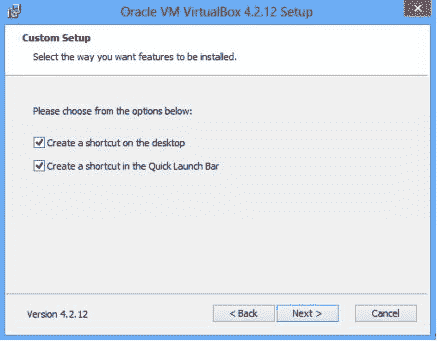 Oracle VM VirtualBox 4.2.12 Setup
Custom Setup
Select the way you want features to be installed.
Please choose from the options below:
Create a shortcut on the desktop
Create a shortcut in the Quick Launch Bar
Version 4.2.12
< Back
Next >
Cancel